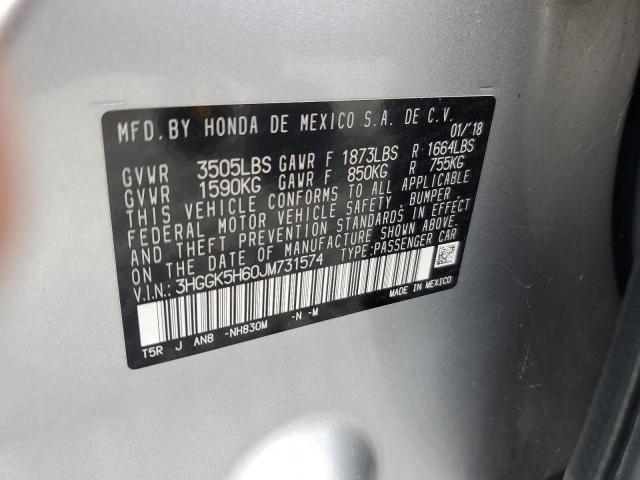 MFD. BY HONDA DE MEXICO S.A. DE C.V. 01/'18
GVWR 3505LBS GAWR F 1873LBS R 1664LBS
GVWR 1590KG GAWR F 850KG R 755KG
THIS VEHICLE CONFORMS TO ALL APPLICABLE
FEDERAL MOTOR VEHICLE SAFETY, BUMPER
AND THEFT PREVENTION STANDARDS IN EFFECT
ON THE DATE OF MANUFACTURE SHOWN ABOVE.
V.I.N.: 3HGGK5H60JM731574 TYPE:PASSENGER CAR
MADE IN MEXICO
T5R J AN8 -NH830M -N -M